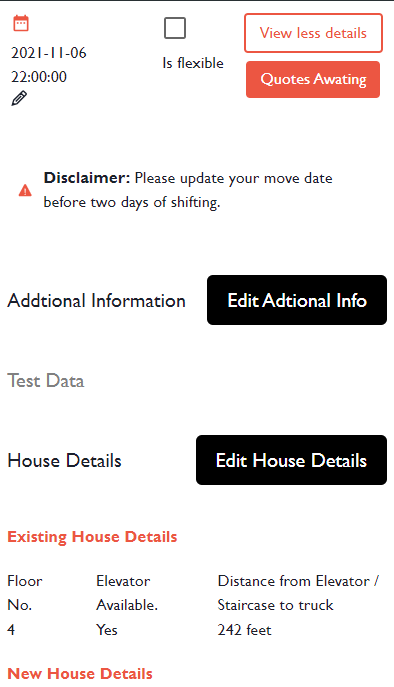 View less details
2021-11-06
22:00:00
Is flexible
Quotes Awating
Disclaimer: Please update your move date
before two days of shifting.
Addtional Information
Edit Adtional Info
Test Data
House Details
Edit House Details
Existing House Details
Floor No.
4
Elevator Available.
Yes
Distance from Elevator /
Staircase to truck
242 feet
New House Details